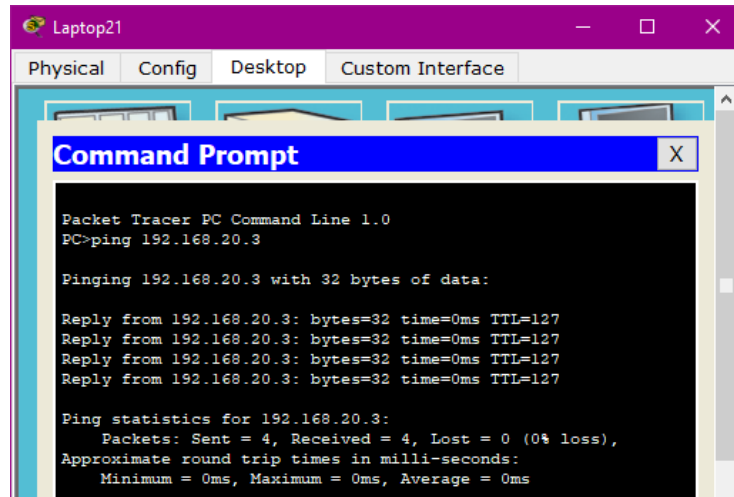 Laptop21
Physical Config Desktop Custom Interface
Command Prompt X
Packet Tracer PC Command Line 1.0
PC>ping 192.168.20.3
Pinging 192.168.20.3 with 32 bytes of data:
Reply from 192.168.20.3: bytes=32 time=0ms TTL=127
Reply from 192.168.20.3: bytes=32 time=0ms TTL=127
Reply from 192.168.20.3: bytes=32 time=0ms TTL=127
Reply from 192.168.20.3: bytes=32 time=0ms TTL=127
Ping statistics for 192.168.20.3:
Packets: Sent = 4, Received = 4, Lost = 0 (0% loss),
Approximate round trip times in milli-seconds:
Minimum = 0ms, Maximum = 0ms, Average = 0ms